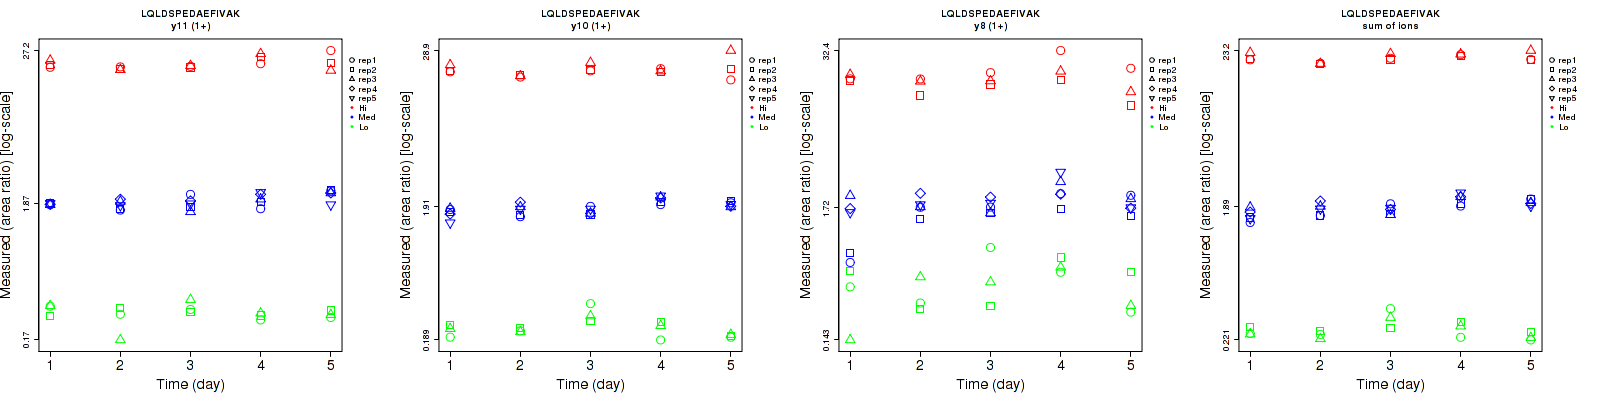 LQLDSPEDAEFIVAK
y11 (1+)
Measured (area ratio) [log-scale]
27.2
1.87
0.17
1 2 3 4 5
Time (day)
rep1
rep2
rep3
rep4
rep5
Hi
Med
Lo
LQLDSPEDAEFIVAK
y10 (1+)
Measured (area ratio) [log-scale]
28.9
1.91
0.189
1 2 3 4 5
Time (day)
rep1
rep2
rep3
rep4
rep5
Hi
Med
Lo
LQLDSPEDAEFIVAK
y8 (1+)
Measured (area ratio) [log-scale]
32.4
1.72
0.143
1 2 3 4 5
Time (day)
rep1
rep2
rep3
rep4
rep5
Hi
Med
Lo
LQLDSPEDAEFIVAK
sum of ions
Measured (area ratio) [log-scale]
23.2
1.89
0.221
1 2 3 4 5
Time (day)
rep1
rep2
rep3
rep4
rep5
Hi
Med
Lo